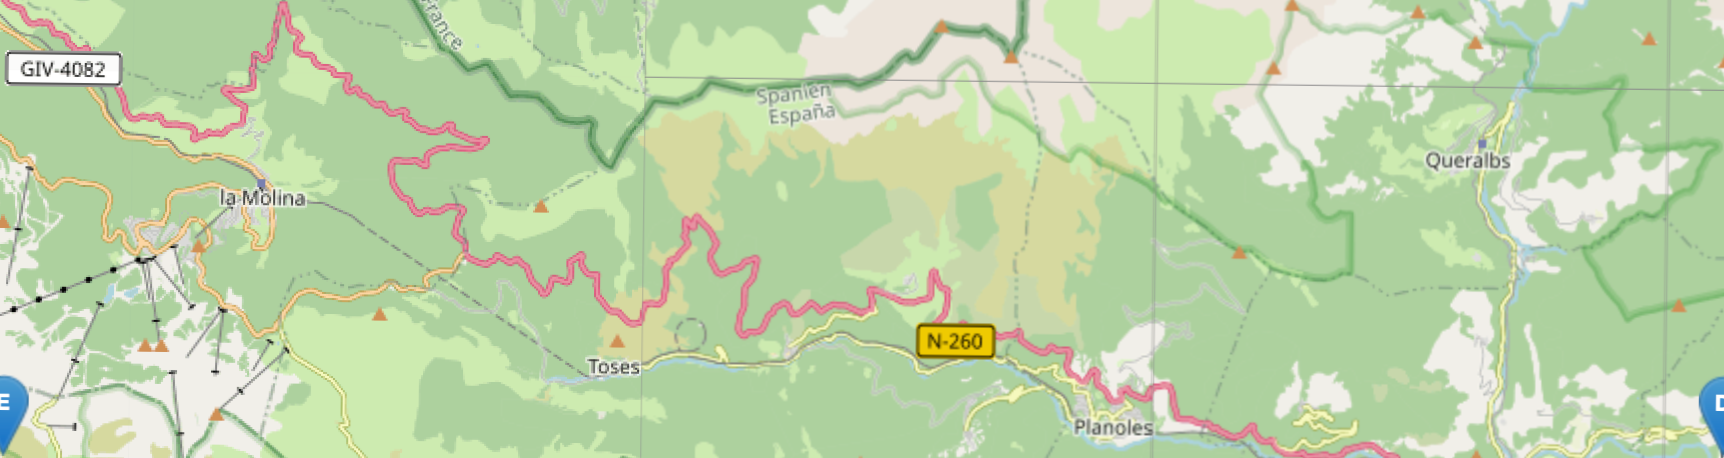 France
GIV-4082
Spanien
España
Queralbs
la Molina
N-260
Toses
Planoles
E
D